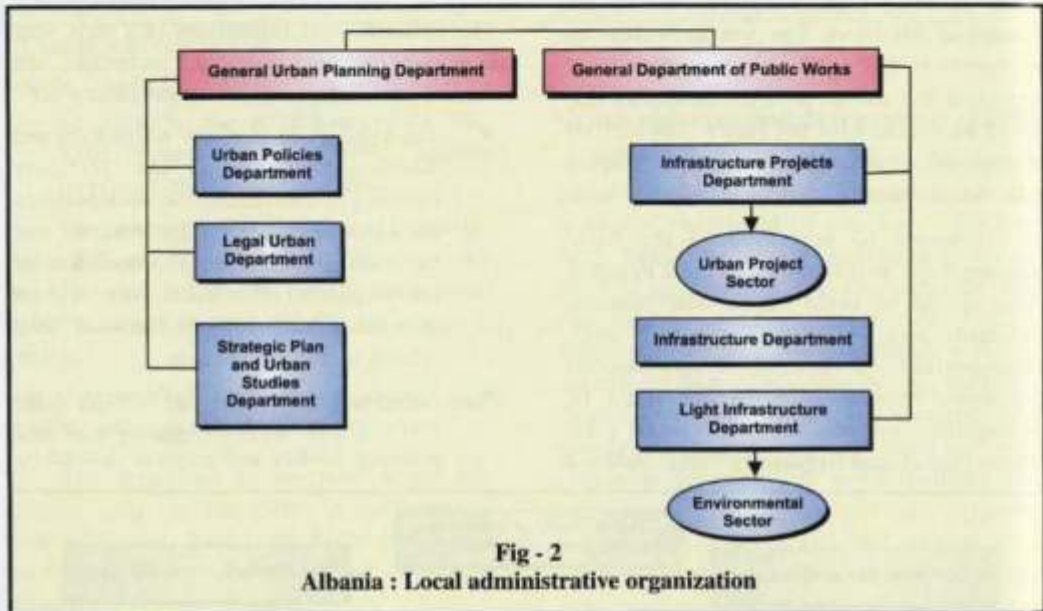 General Urban Planning Department
General Department of Public Works
Urban Policies
Department
Legal Urban
Department
Strategic Plan
and Urban
Studies
Department
Infrastructure Projects
Department
Urban Project
Sector
Infrastructure Department
Light Infrastructure
Department
Environmental
Sector
Fig - 2
Albania : Local administrative organization